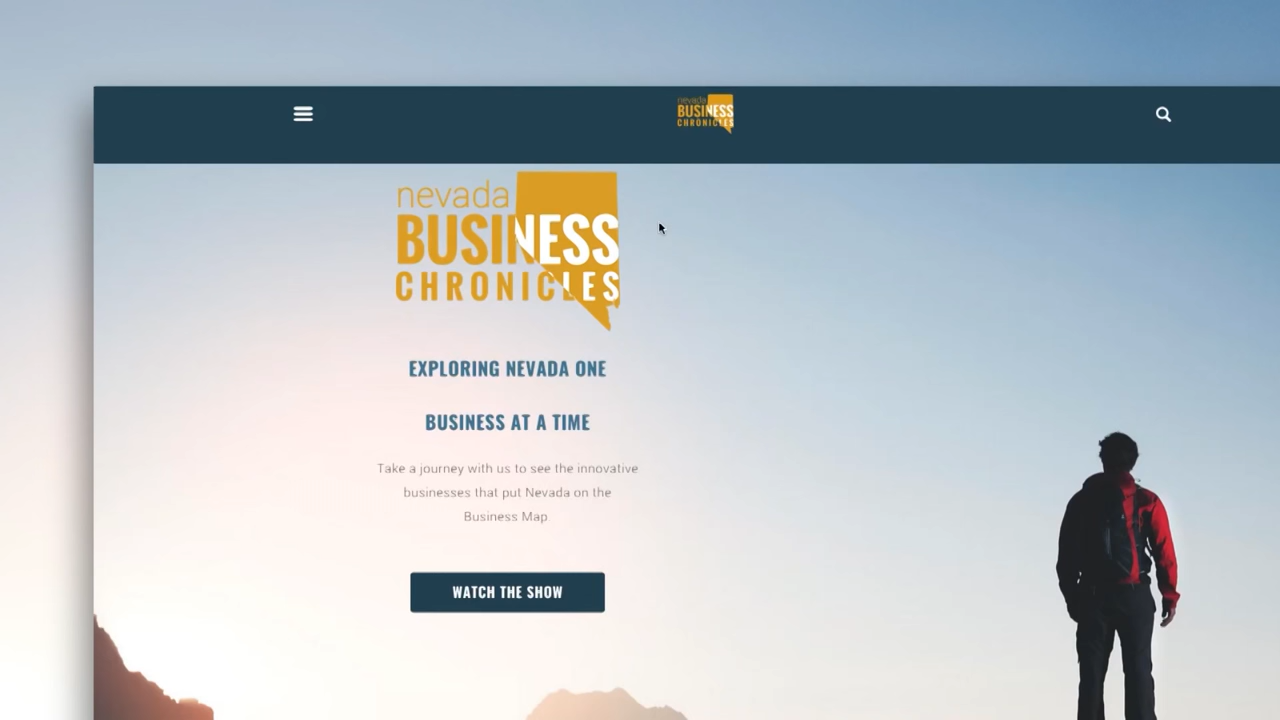 nevada
BUSINESS
CHRONICLES
nevada
BUSINESS
CHRONICLES
EXPLORING NEVADA ONE
BUSINESS AT A TIME
Take a journey with us to see the innovative
businesses that put Nevada on the
Business Map.
WATCH THE SHOW